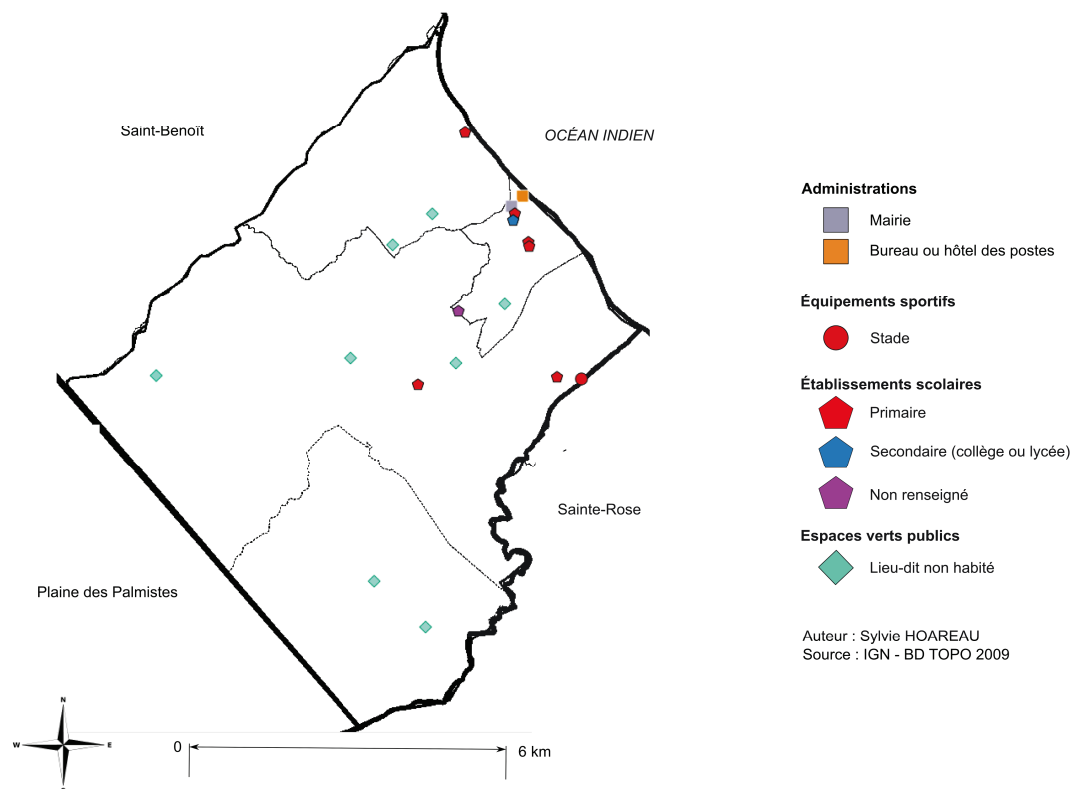 Saint-Benoît
OCÉAN INDIEN
Sainte-Rose
Plaine des Palmistes
N
W
E
0
6 km
Administrations
Mairie
Bureau ou hôtel des postes
Équipements sportifs
Stade
Établissements scolaires
Primaire
Secondaire (collège ou lycée)
Non renseigné
Espaces verts publics
Lieu-dit non habité
Auteur : Sylvie HOAREAU
Source : IGN - BD TOPO 2009